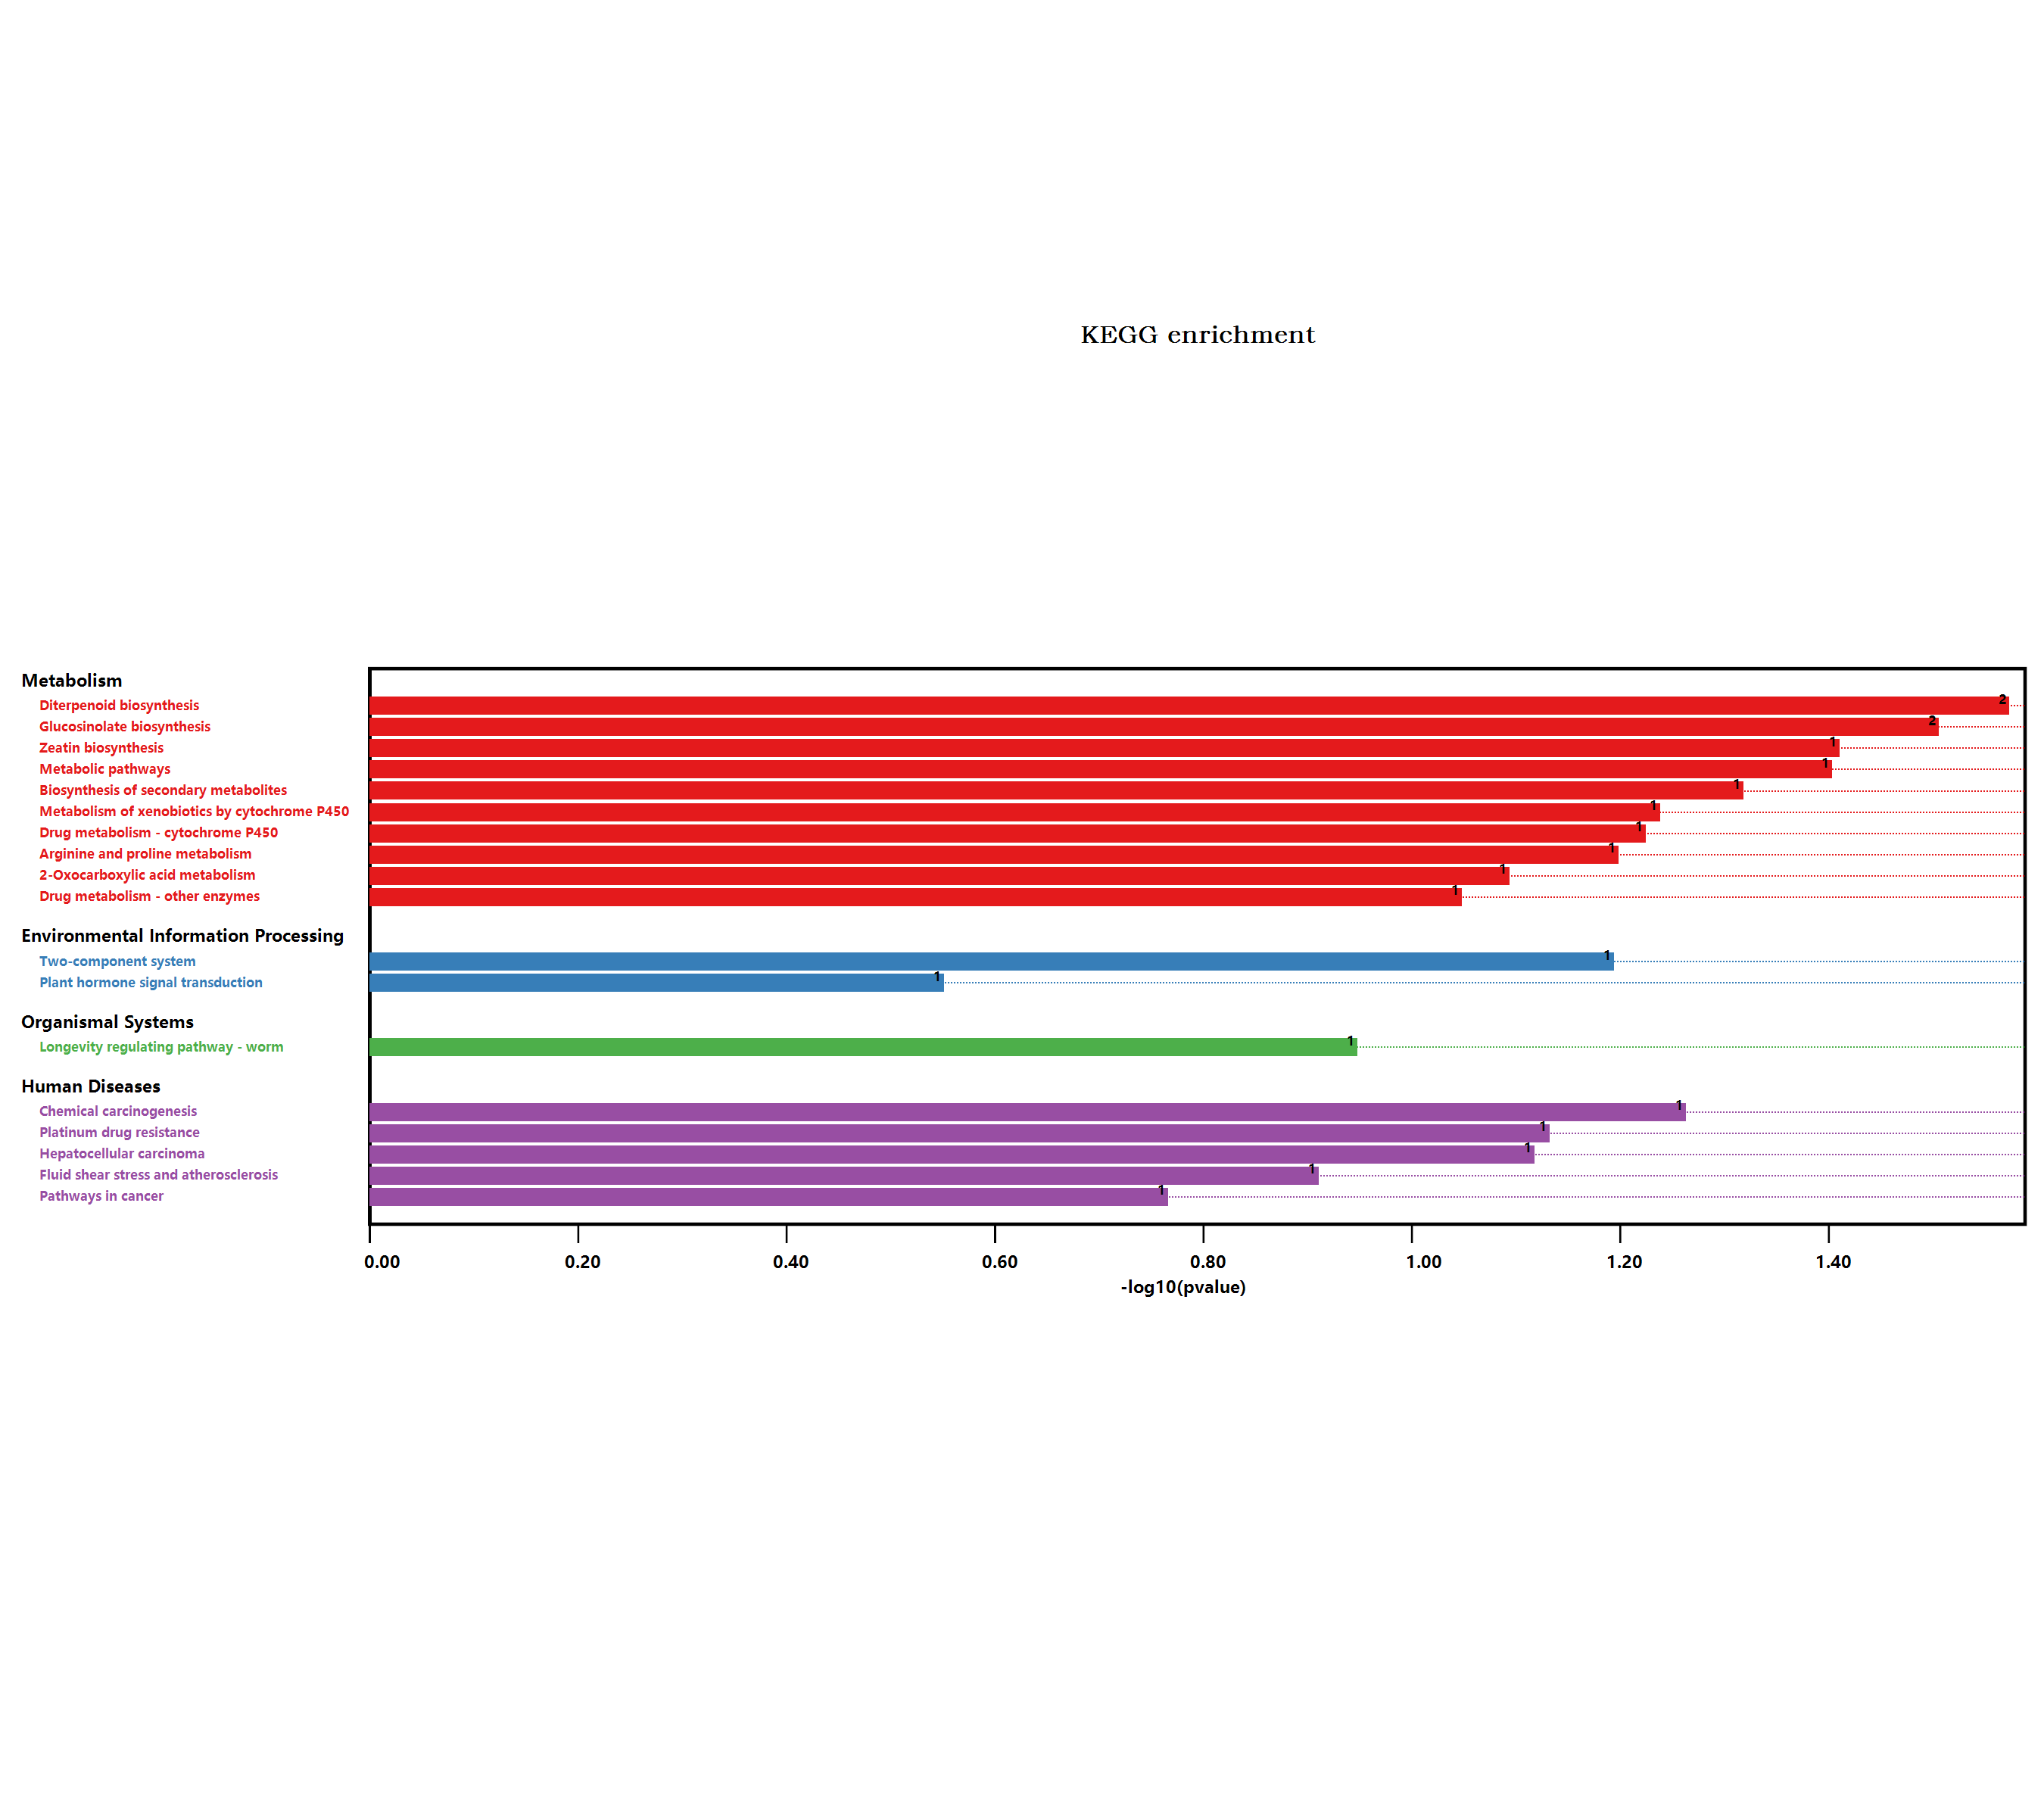 KEGG enrichment
Metabolism
Diterpenoid biosynthesis 2
Glucosinolate biosynthesis 2
Zeatin biosynthesis 1
Metabolic pathways 1
Biosynthesis of secondary metabolites 1
Metabolism of xenobiotics by cytochrome P450 1
Drug metabolism - cytochrome P450 1
Arginine and proline metabolism 1
2-Oxocarboxylic acid metabolism 1
Drug metabolism - other enzymes 1
Environmental Information Processing
Two-component system 1
Plant hormone signal transduction 1
Organismal Systems
Longevity regulating pathway - worm 1
Human Diseases
Chemical carcinogenesis 1
Platinum drug resistance 1
Hepatocellular carcinoma 1
Fluid shear stress and atherosclerosis 1
Pathways in cancer 1
0.00 0.20 0.40 0.60 0.80 1.00 1.20 1.40
-log10(pvalue)